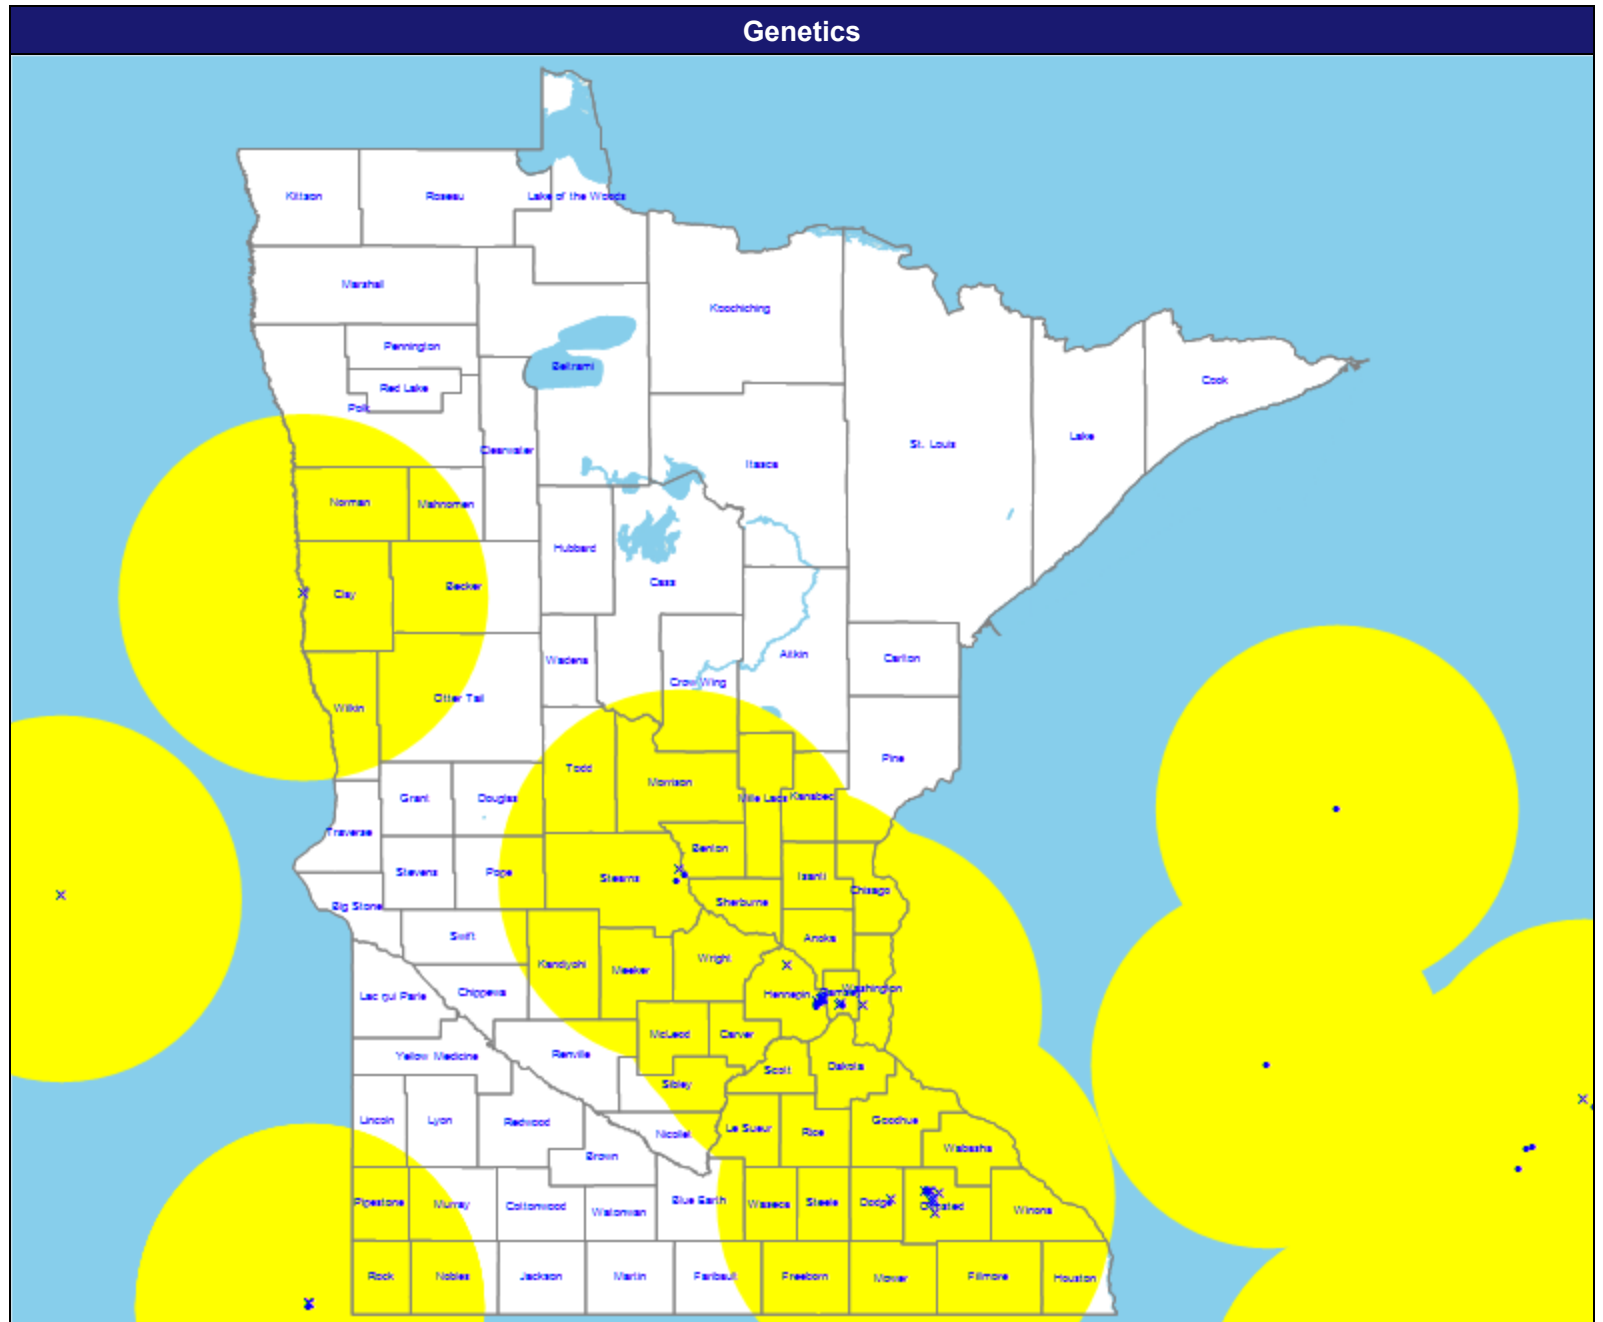 Genetics
Kittson
Roseau
Lake of the Woods
Marshall
Koochiching
Pennington
Beltrami
Red Lake
Cook
Polk
Lake
St. Louis
Clearwater
Itasca
Norman
Mahnomen
Hubbard
Cass
Becker
Clay
Aitkin
Carlton
Wadena
Crow Wing
Otter Tail
Wilkin
Pine
Todd
Morrison
Grant
Douglas
Mille Lacs
Kanabec
Traverse
Benton
Stevens
Pope
Stearns
Isanti
Chisago
Sherburne
Big Stone
Swift
Anoka
Wright
Kandiyohi
Meeker
Washington
Hennepin
Ramsey
Lac qui Parle
Chippewa
McLeod
Carver
Renville
Yellow Medicine
Dakota
Scott
Sibley
Lincoln
Lyon
Redwood
Goodhue
Le Sueur
Rice
Nicollet
Wabasha
Brown
Pipestone
Murray
Cottonwood
Watonwan
Blue Earth
Waseca
Steele
Dodge
Olmsted
Winona
Rock
Nobles
Jackson
Martin
Faribault
Freeborn
Mower
Fillmore
Houston